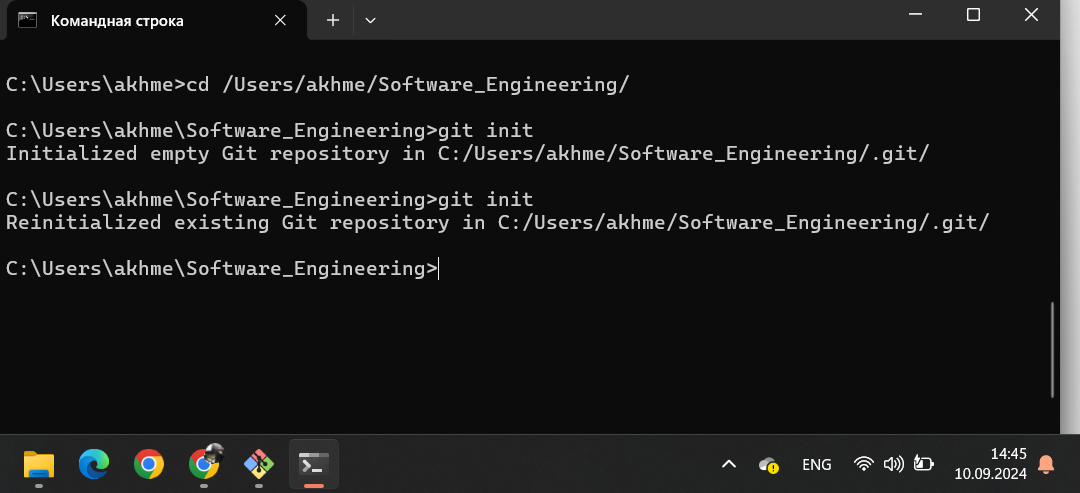 Командная строка
C:\Users\akhme>cd /Users/akhme/Software_Engineering/
C:\Users\akhme\Software_Engineering>git init
Initialized empty Git repository in C:/Users/akhme/Software_Engineering/.git/
C:\Users\akhme\Software_Engineering>git init
Reinitialized existing Git repository in C:/Users/akhme/Software_Engineering/.git/
C:\Users\akhme\Software_Engineering>
ENG
14:45
10.09.2024